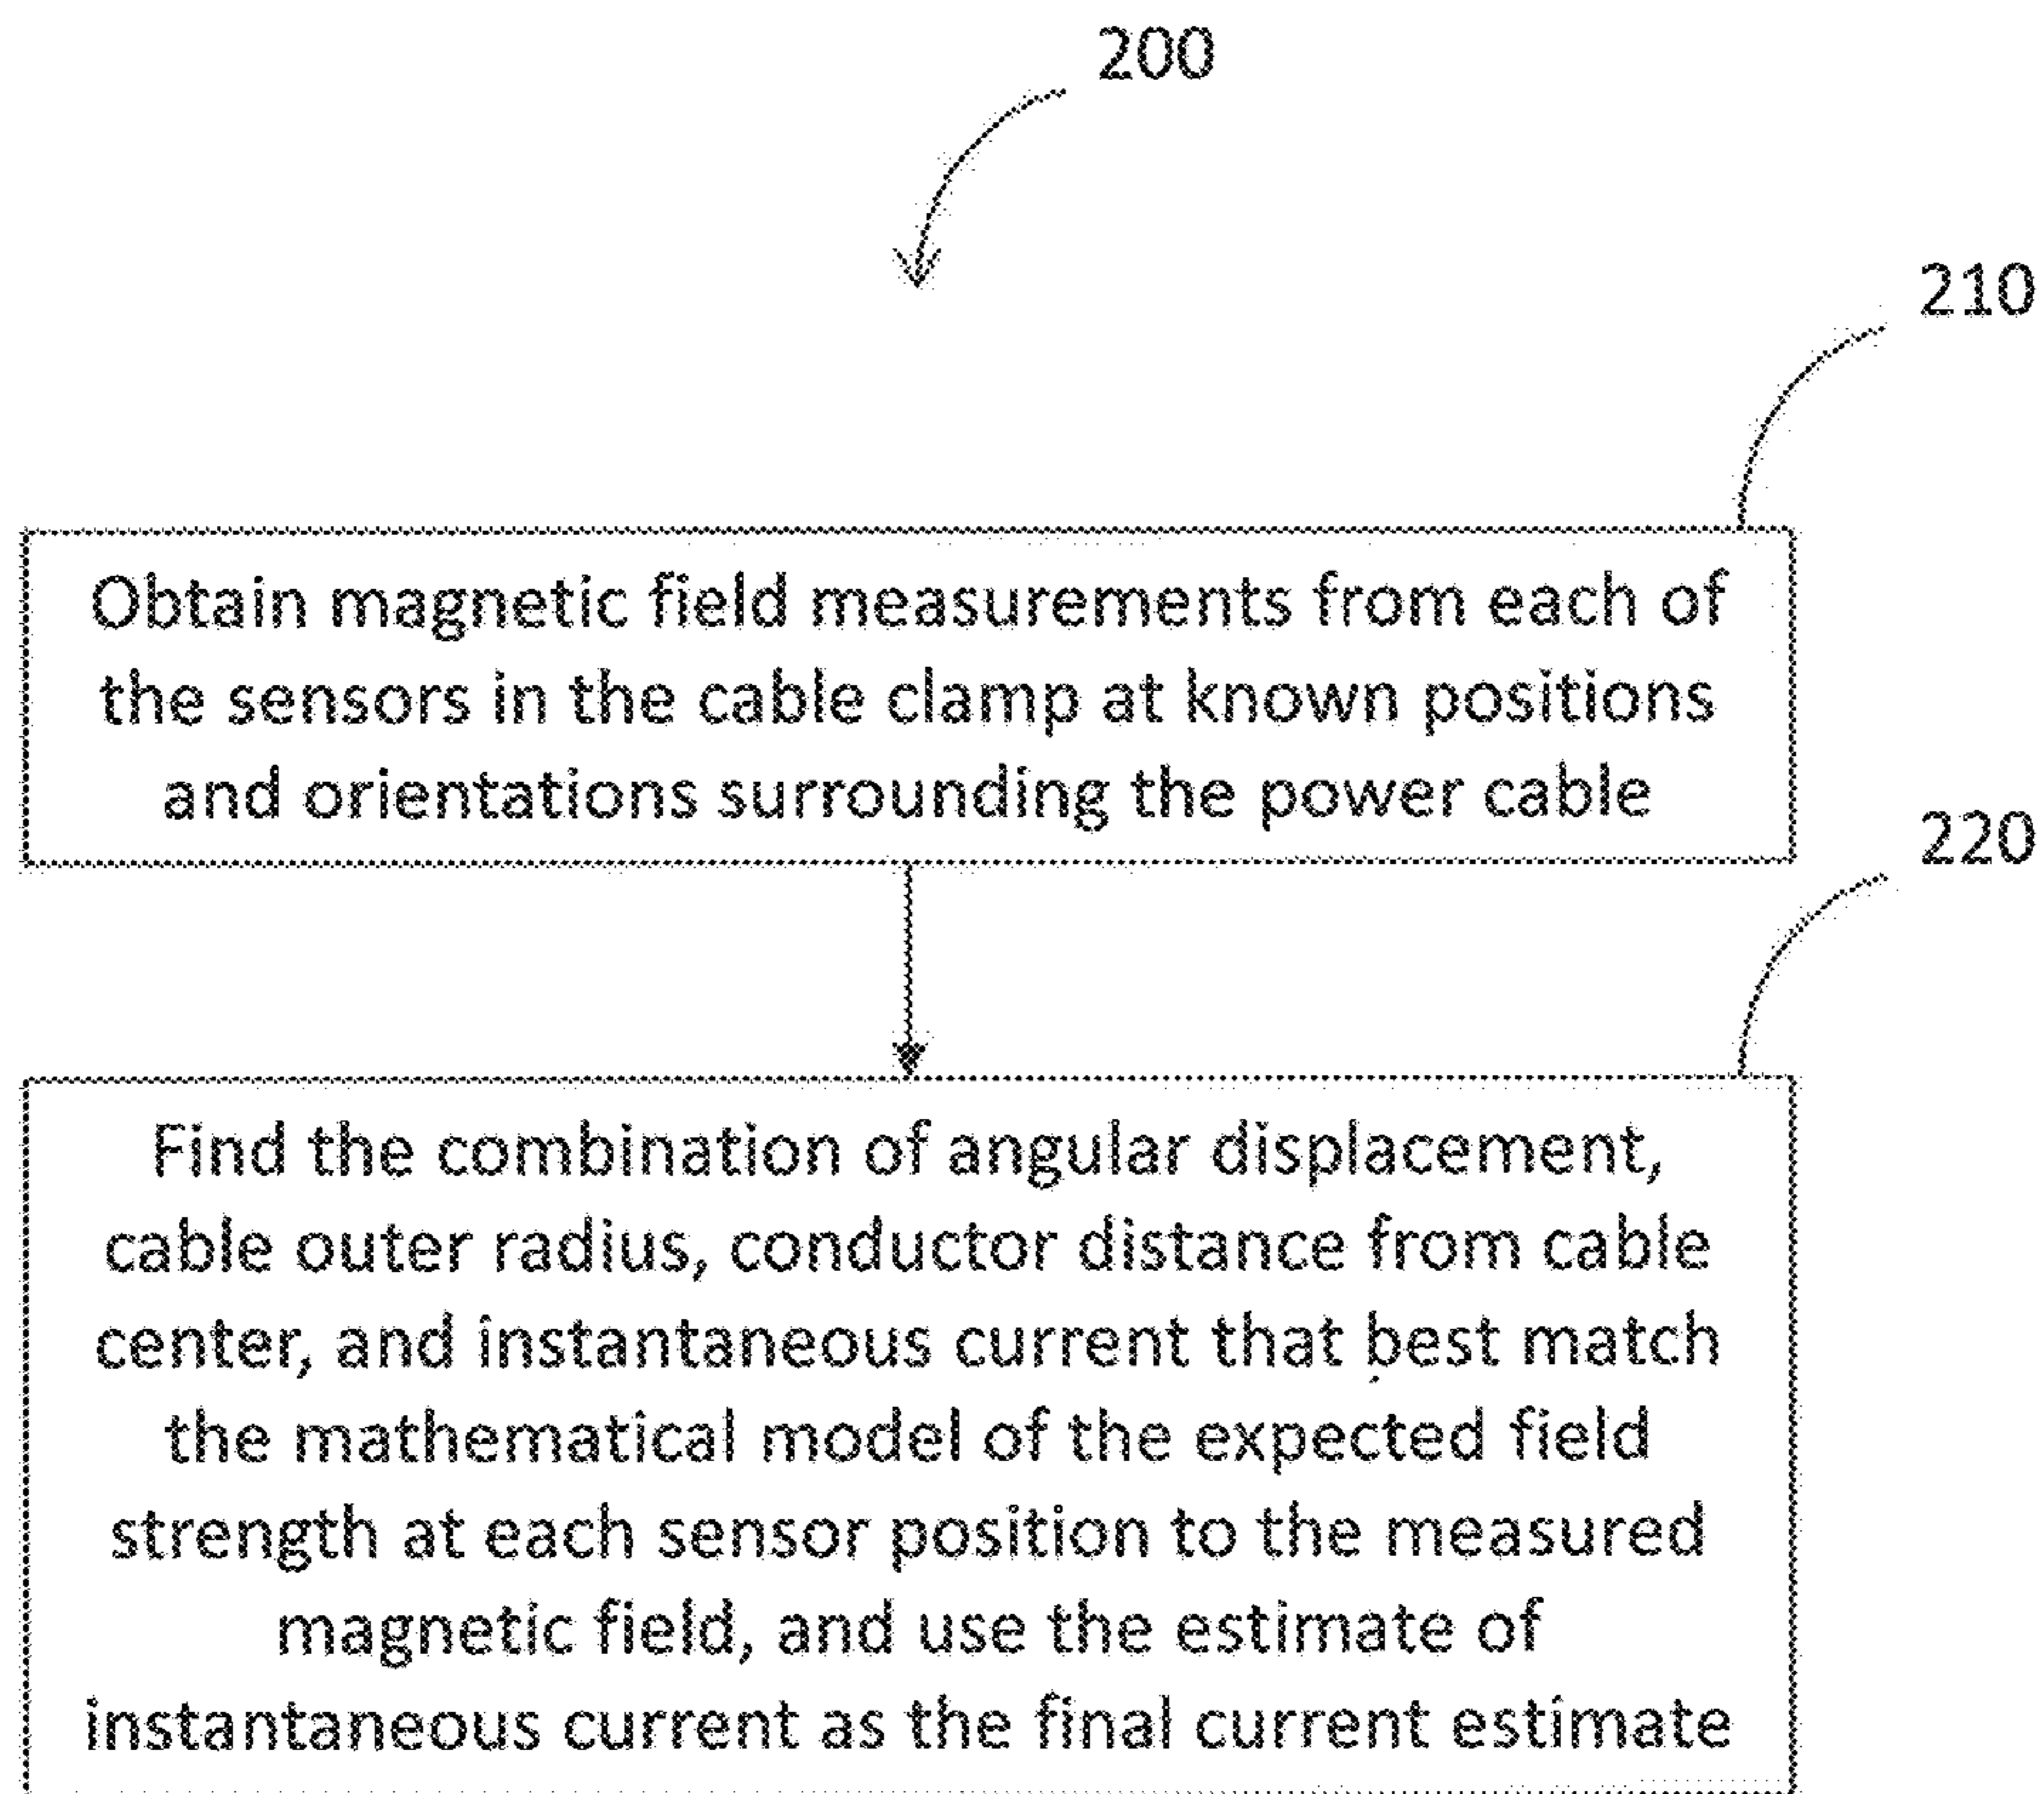 200
210
Obtain magnetic field measurements from each of
the sensors in the cable clamp at known positions
and orientations surrounding the power cable
220
Find the combination of angular displacement,
cable outer radius, conductor distance from cable
center, and instantaneous current that best match
the mathematical model of the expected field
strength at each sensor position to the measured
magnetic field, and use the estimate of
instantaneous current as the final current estimate